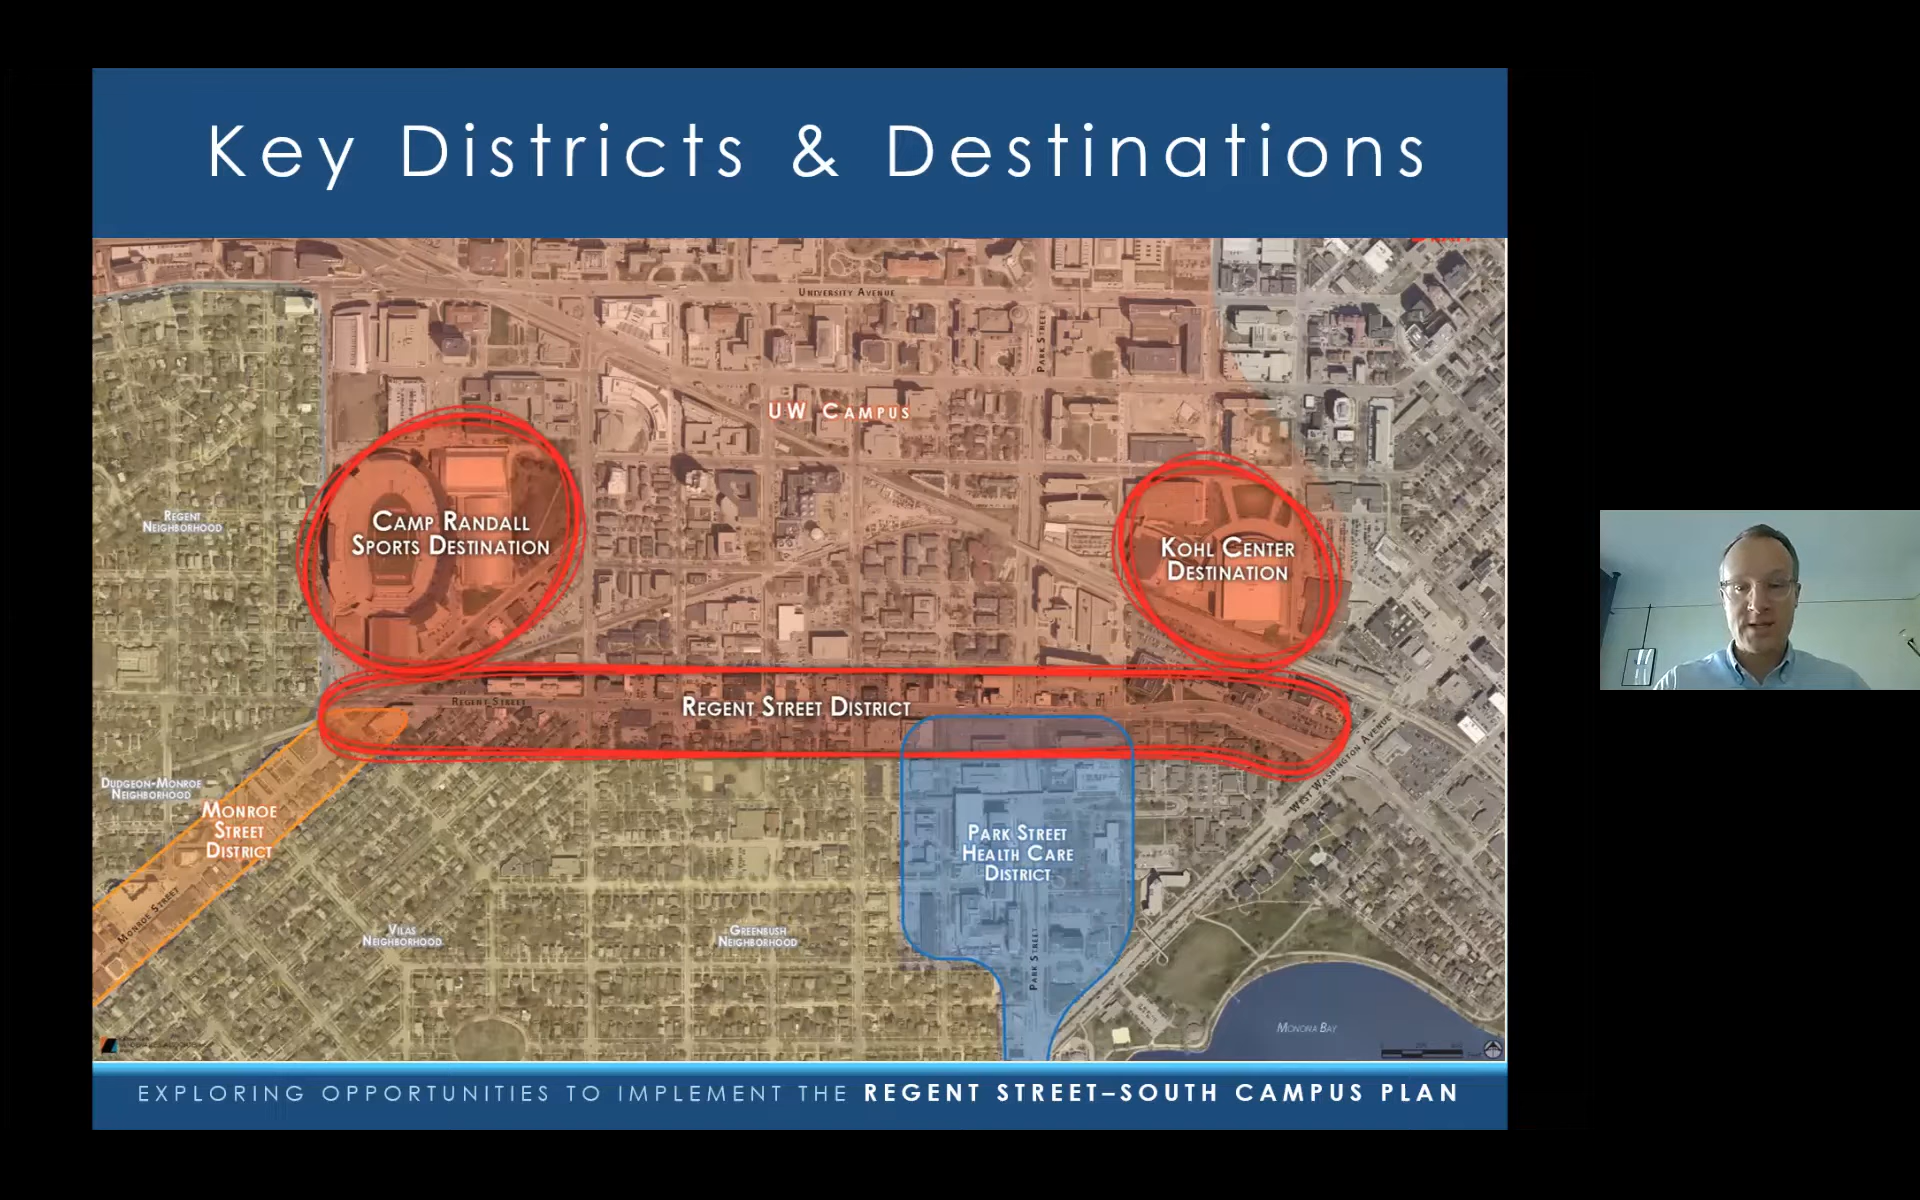 Key Districts & Destinations
University Avenue
Park Street
UW Campus
Camp Randall
Sports Destination
Kohl Center
Destination
Regent
Neighborhood
Regent Street
Regent Street District
West Washington Avenue
Dudgeon-Monroe
Neighborhood
Monroe
Street
District
Monroe Street
Park Street
Health Care
District
Park Street
Vilas
Neighborhood
Greenbush
Neighborhood
Monona Bay
EXPLORING OPPORTUNITIES TO IMPLEMENT THE REGENT STREET–SOUTH CAMPUS PLAN